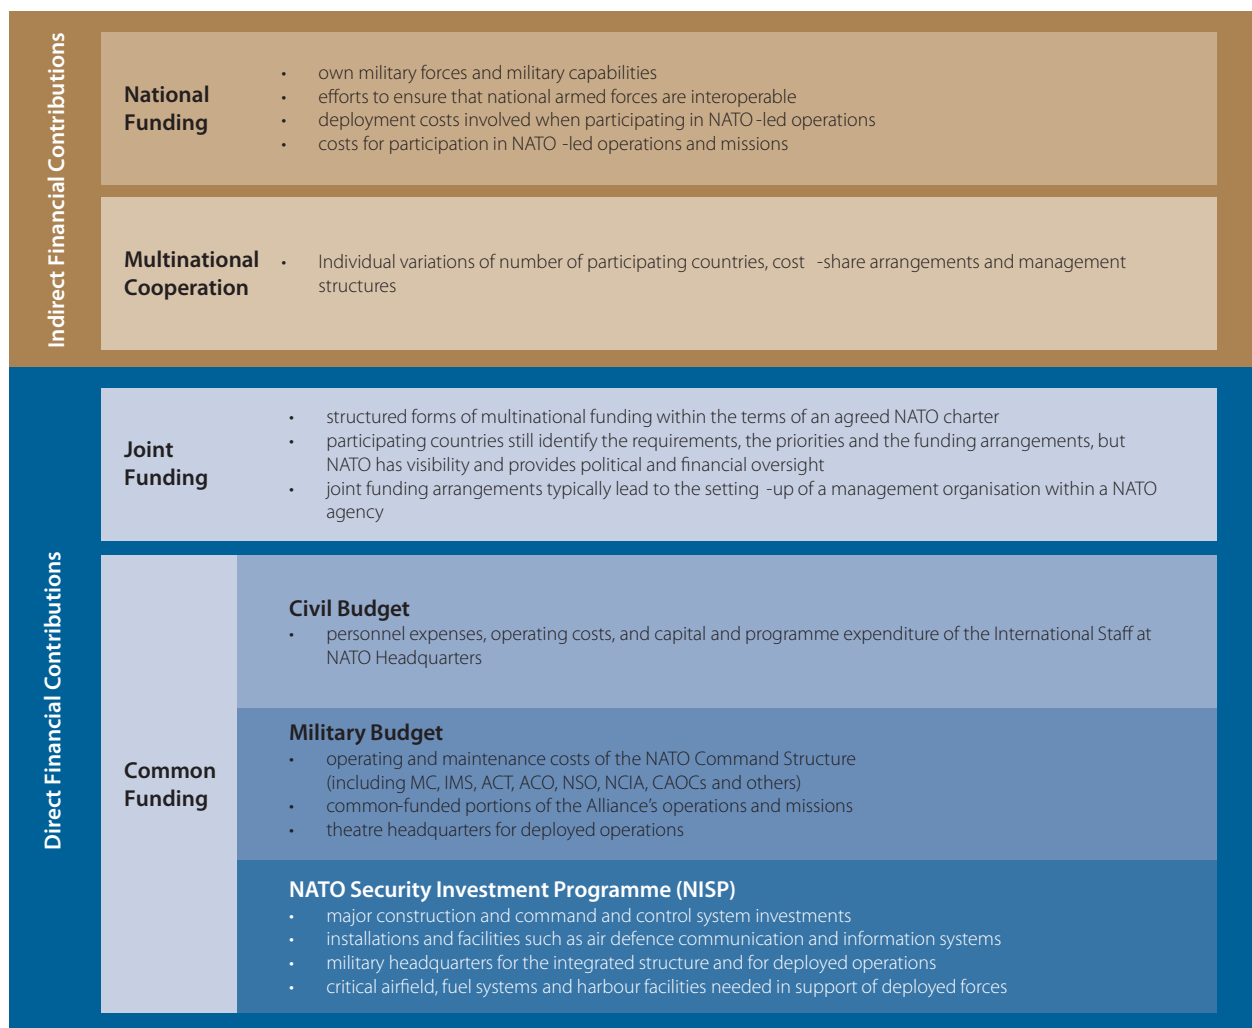 Indirect Financial Contributions
National
Funding
• own military forces and military capabilities
• efforts to ensure that national armed forces are interoperable
• deployment costs involved when participating in NATO -led operations
• costs for participation in NATO -led operations and missions
Multinational
Cooperation
• Individual variations of number of participating countries, cost -share arrangements and management
structures
Direct Financial Contributions
Joint
Funding
• structured forms of multinational funding within the terms of an agreed NATO charter
• participating countries still identify the requirements, the priorities and the funding arrangements, but
NATO has visibility and provides political and financial oversight
• joint funding arrangements typically lead to the setting -up of a management organisation within a NATO
agency
Common
Funding
Civil Budget
• personnel expenses, operating costs, and capital and programme expenditure of the International Staff at
NATO Headquarters
Military Budget
• operating and maintenance costs of the NATO Command Structure
(including MC, IMS, ACT, ACO, NSO, NCIA, CAOCs and others)
• common-funded portions of the Alliance's operations and missions
• theatre headquarters for deployed operations
NATO Security Investment Programme (NISP)
• major construction and command and control system investments
• installations and facilities such as air defence communication and information systems
• military headquarters for the integrated structure and for deployed operations
• critical airfield, fuel systems and harbour facilities needed in support of deployed forces